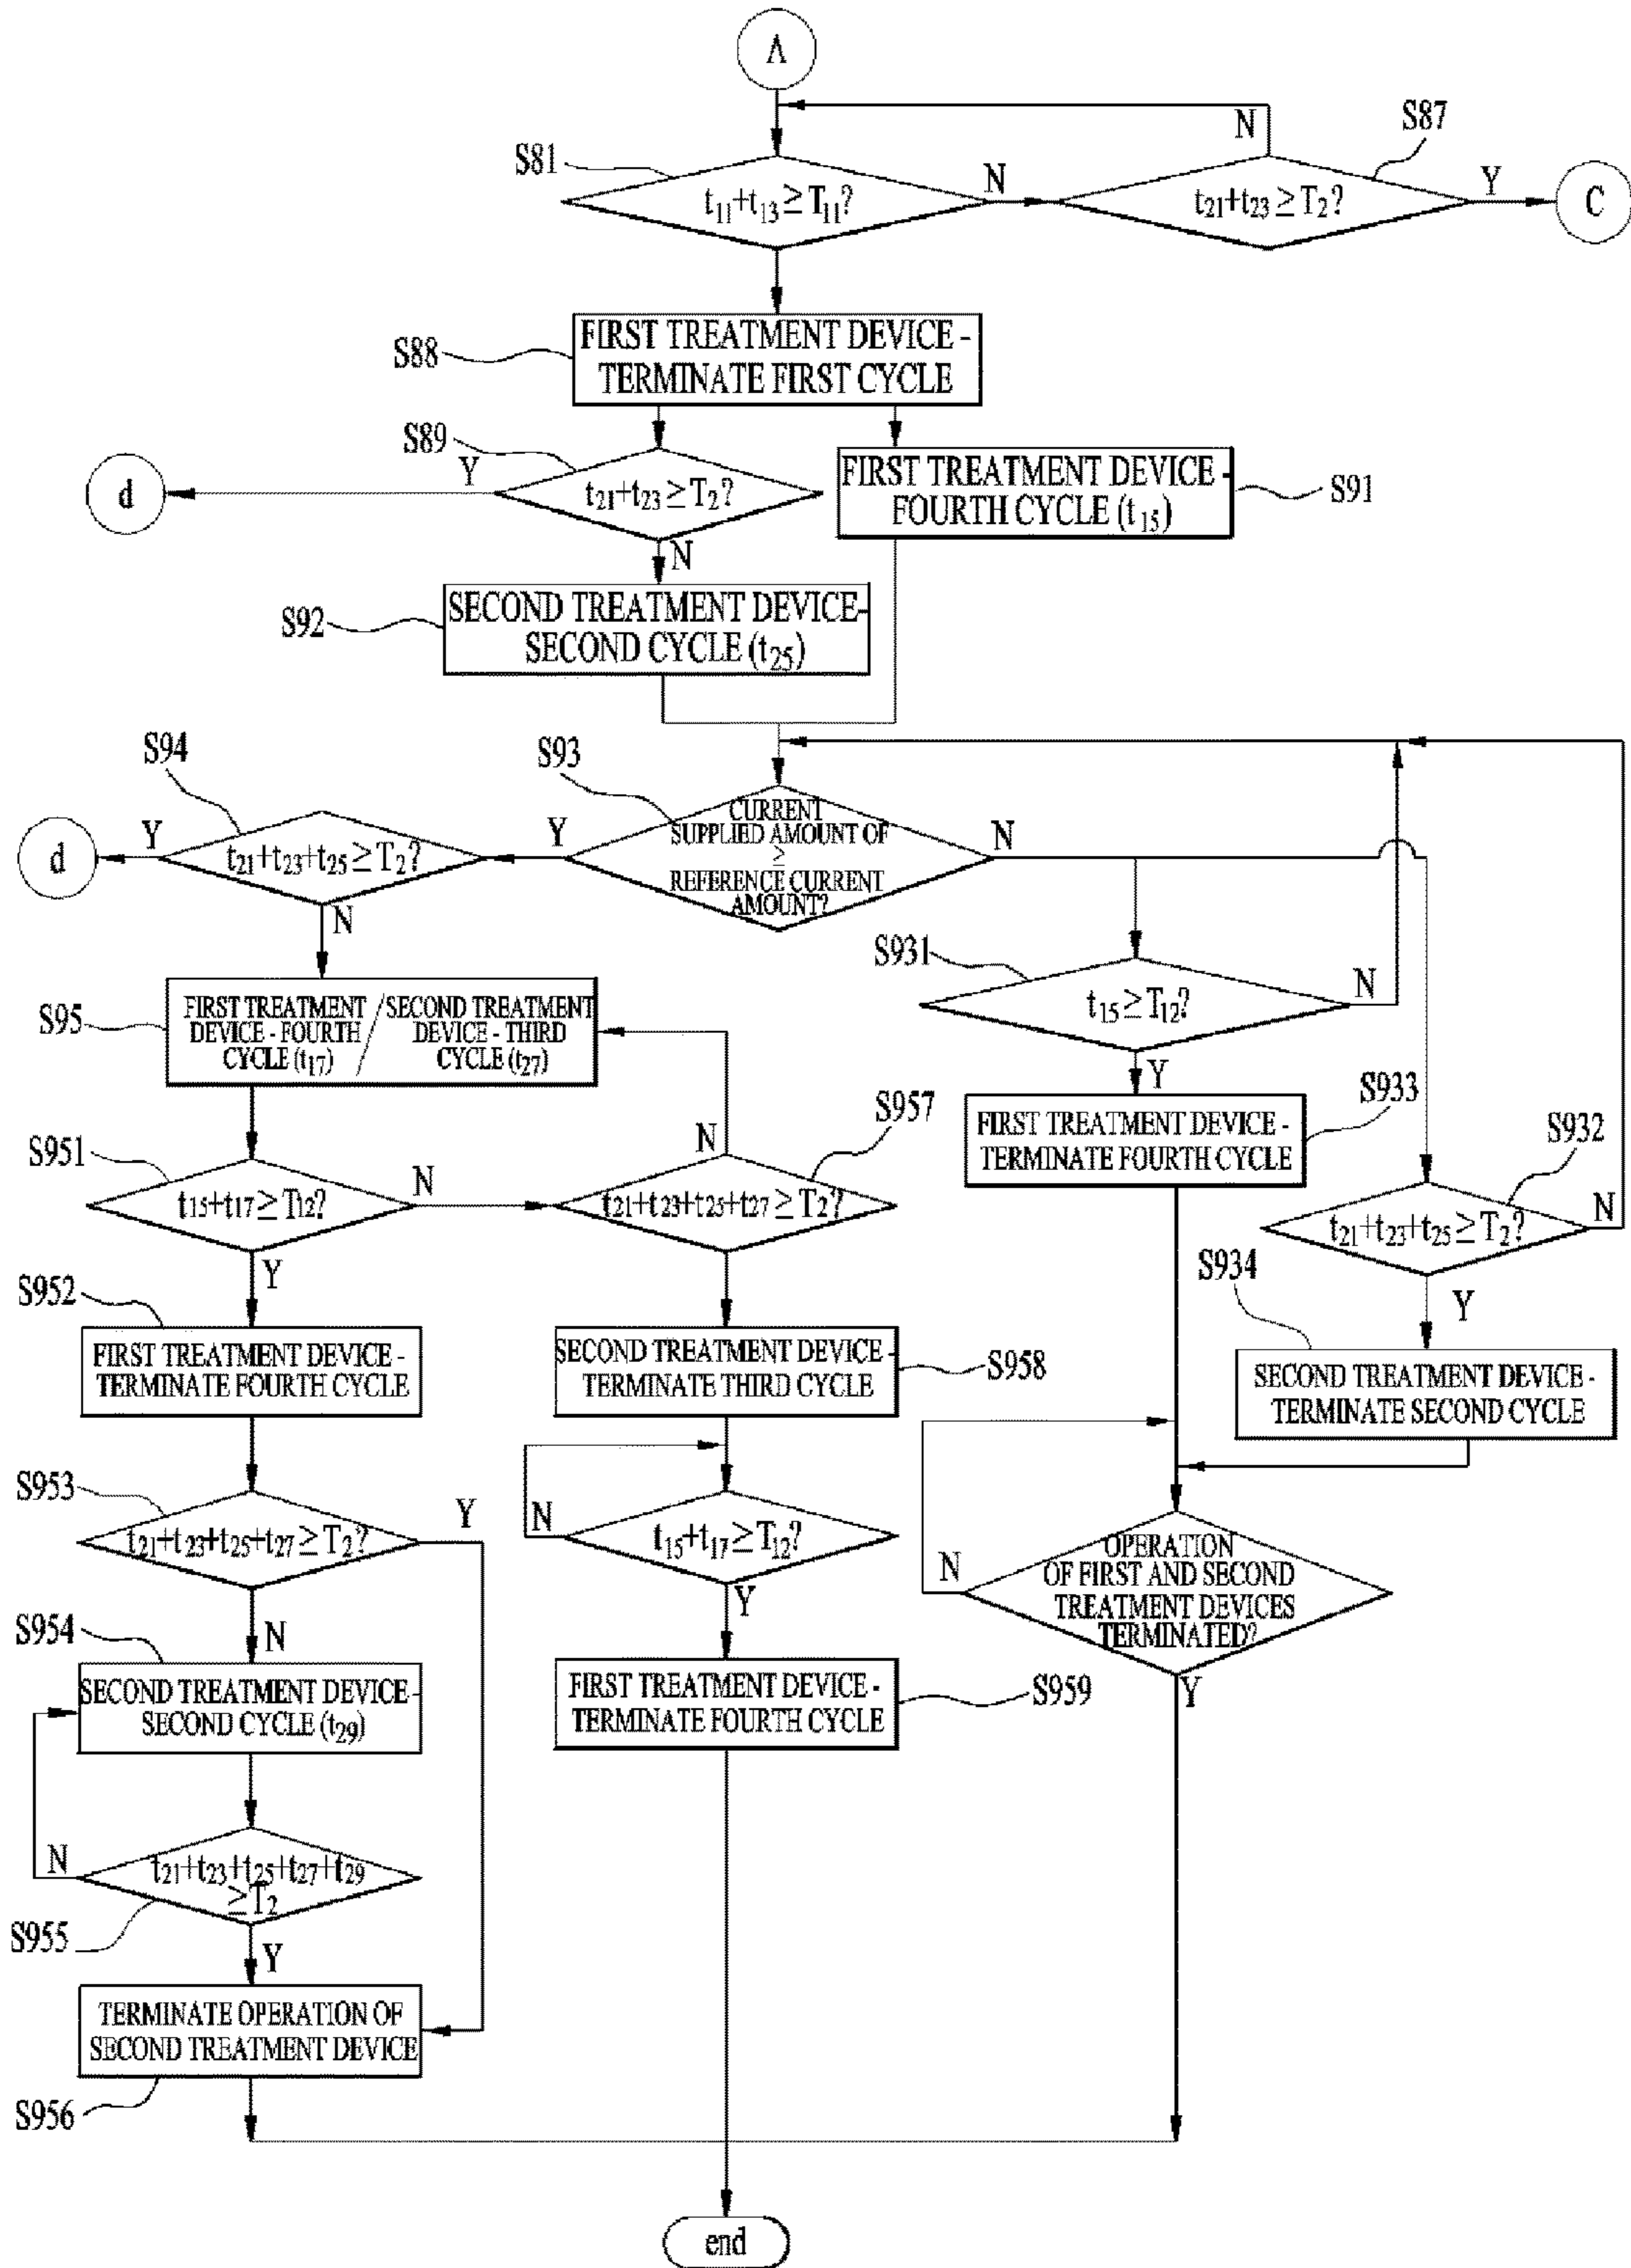 A
N
S87
S81
t11+t13≥T11?
N
t21+t23≥T2?
Y
C
S88
FIRST TREATMENT DEVICE -
TERMINATE FIRST CYCLE
S89
Y
d
t21+t23≥T2?
N
FIRST TREATMENT DEVICE -
FOURTH CYCLE (t15)
S91
S92
SECOND TREATMENT DEVICE-
SECOND CYCLE (t25)
S94
S93
Y
d
t21+t23+t25≥T2?
N
Y
CURRENT
SUPPLIED AMOUNT OF
≥
REFERENCE CURRENT
AMOUNT?
N
S931
t15≥T12?
N
Y
S95
FIRST TREATMENT
DEVICE - FOURTH
CYCLE (t17)
/
SECOND TREATMENT
DEVICE - THIRD
CYCLE (t27)
S933
FIRST TREATMENT DEVICE -
TERMINATE FOURTH CYCLE
S957
N
S951
t15+t17≥T12?
N
Y
t21+t23+t25+t27≥T2?
S932
t21+t23+t25≥T2?
N
Y
S934
SECOND TREATMENT DEVICE -
TERMINATE SECOND CYCLE
S952
FIRST TREATMENT DEVICE -
TERMINATE FOURTH CYCLE
SECOND TREATMENT DEVICE -
TERMINATE THIRD CYCLE
S958
S953
t21+t23+t25+t27≥T2?
Y
N
N
t15+t17≥T12?
Y
N
OPERATION
OF FIRST AND SECOND
TREATMENT DEVICES
TERMINATED?
Y
S954
SECOND TREATMENT DEVICE -
SECOND CYCLE (t29)
FIRST TREATMENT DEVICE -
TERMINATE FOURTH CYCLE
S959
N
t21+t23+t25+t27+t29
≥T2
S955
Y
TERMINATE OPERATION OF
SECOND TREATMENT DEVICE
S956
end